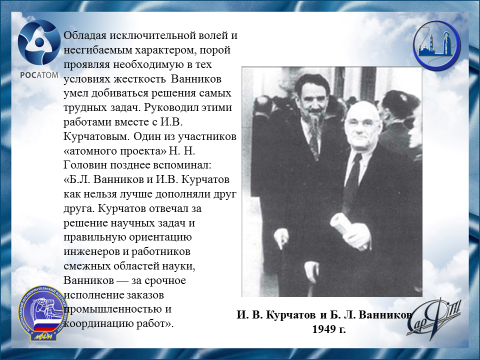 РОСАТОМ
Обладая исключительной волей и
несгибаемым характером, порой
проявляя необходимую в тех
условиях жесткость Ванников
умел добиваться решения самых
трудных задач. Руководил этими
работами вместе с И.В.
Курчатовым. Один из участников
«атомного проекта» Н. Н.
Головин позднее вспоминал:
«Б.Л. Ванников и И.В. Курчатов
как нельзя лучше дополняли друг
друга. Курчатов отвечал за
решение научных задач и
правильную ориентацию
инженеров и работников
смежных областей науки,
Ванников — за срочное
исполнение заказов
промышленностью и
координацию работ».
И. В. Курчатов и Б. Л. Ванников
1949 г.